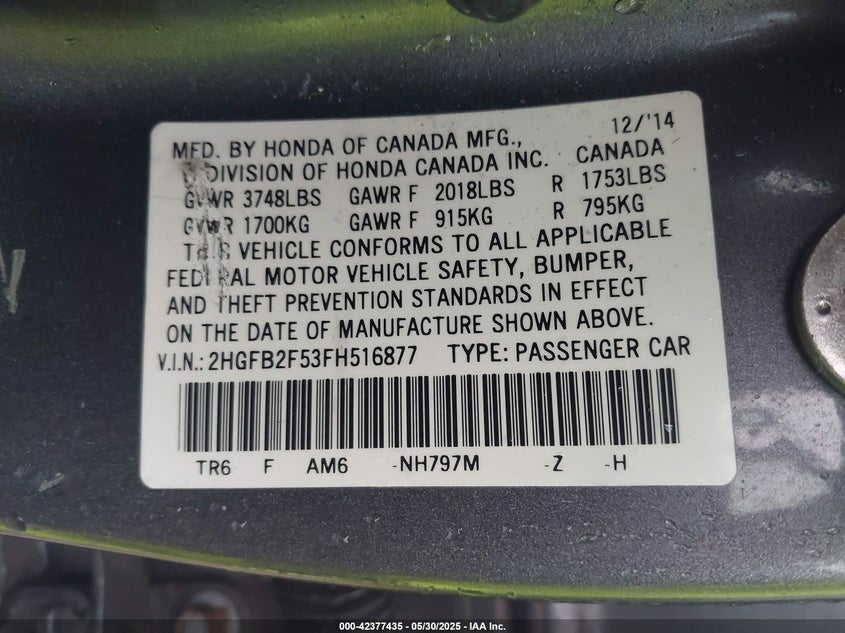 MFD. BY HONDA OF CANADA MFG., 12/'14
A DIVISION OF HONDA CANADA INC. CANADA
GVWR 3748LBS GAWR F 2018LBS R 1753LBS
GVWR 1700KG GAWR F 915KG R 795KG
THIS VEHICLE CONFORMS TO ALL APPLICABLE
FEDERAL MOTOR VEHICLE SAFETY, BUMPER,
AND THEFT PREVENTION STANDARDS IN EFFECT
ON THE DATE OF MANUFACTURE SHOWN ABOVE.
V.I.N.: 2HGFB2F53FH516877 TYPE: PASSENGER CAR
TR6 F AM6 -NH797M -Z -H
000-42377435 - 05/30/2025 - IAA Inc.